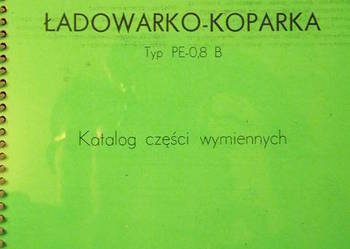 ŁADOWARKO-KOPARKA
Typ PE-0,8 B
Katalog części wymiennych